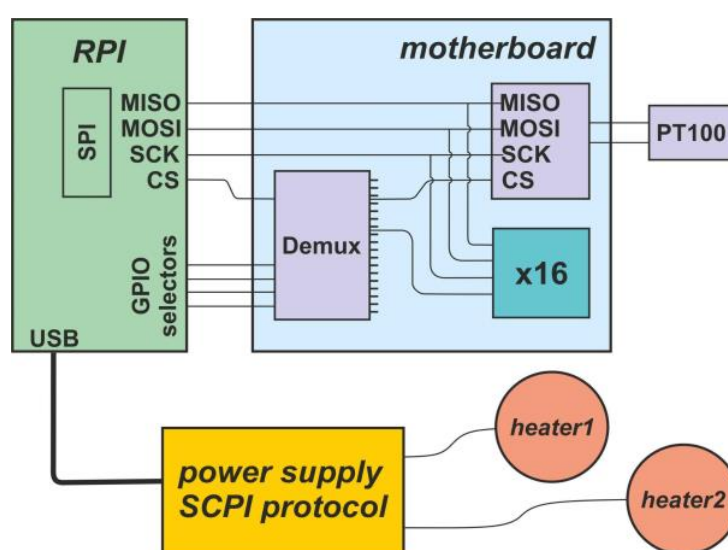 RPI
SPI
MISO
MOSI
SCK
CS
GPIO
selectors
USB
motherboard
Demux
MISO
MOSI
SCK
CS
PT100
x16
power supply
SCPI protocol
heater1
heater2